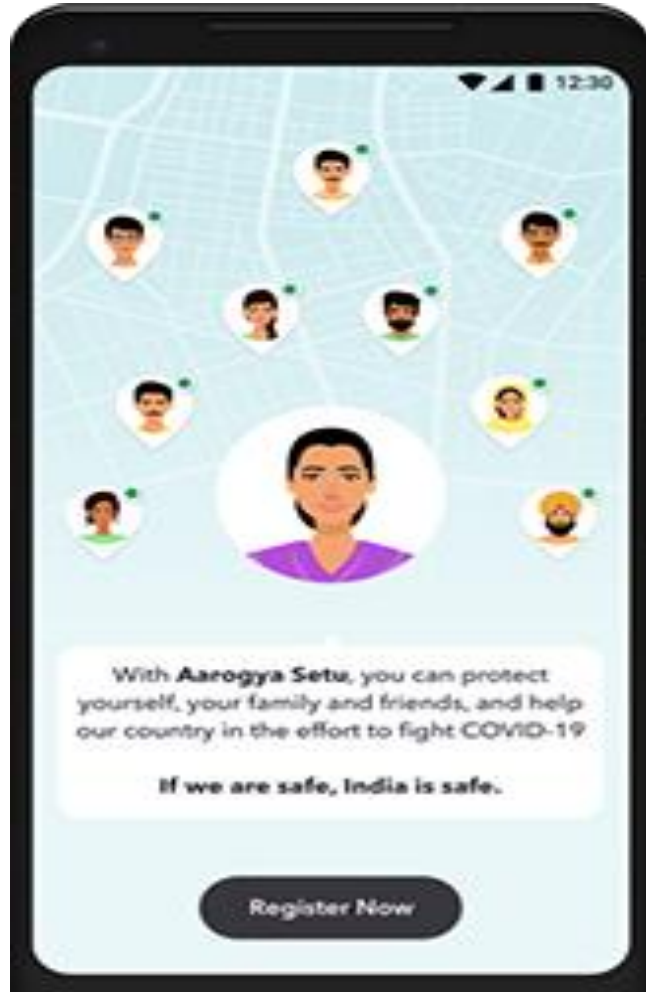 12:30
With Aarogya Setu, you can protect
yourself, your family and friends, and help
our country in the effort to fight COVID-19
If we are safe, India is safe.
Register Now